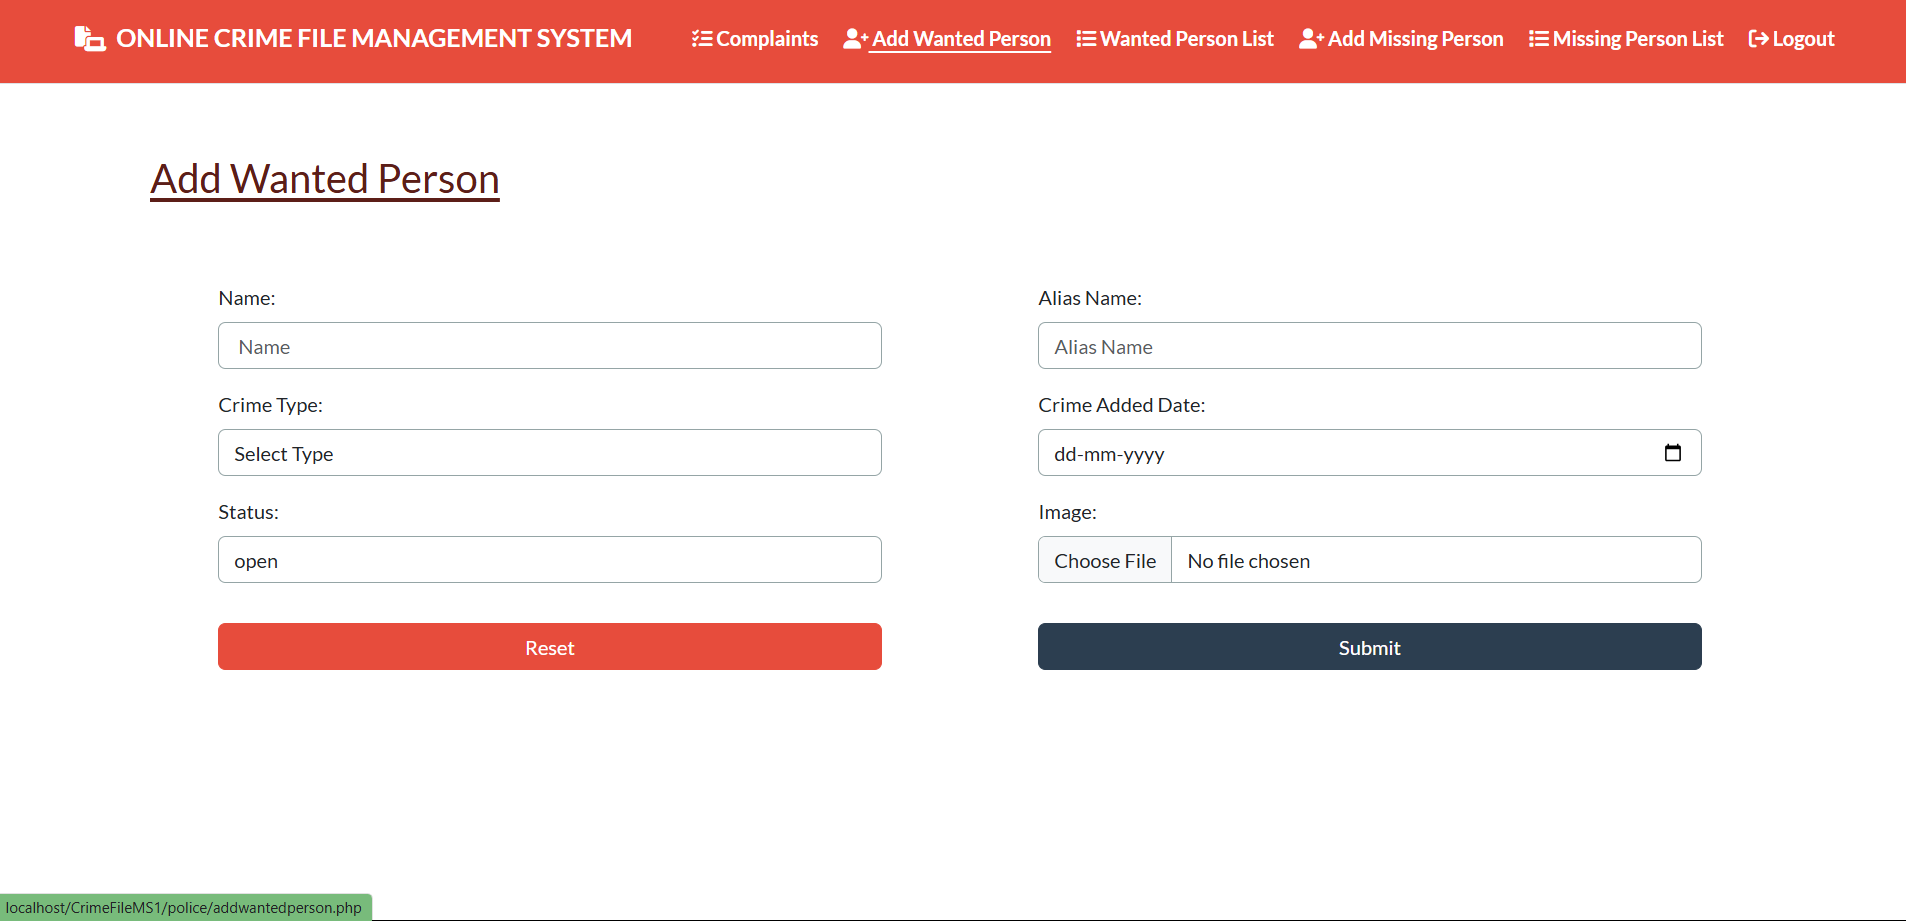 ONLINE CRIME FILE MANAGEMENT SYSTEM Complaints Add Wanted Person Wanted Person List Add Missing Person Missing Person List Logout
Add Wanted Person
Name: Alias Name:
Name Alias Name
Crime Type: Crime Added Date:
Select Type dd-mm-yyyy
Status: Image:
open Choose File No file chosen
Reset Submit
localhost/CrimeFileMS1/police/addwantedperson.php